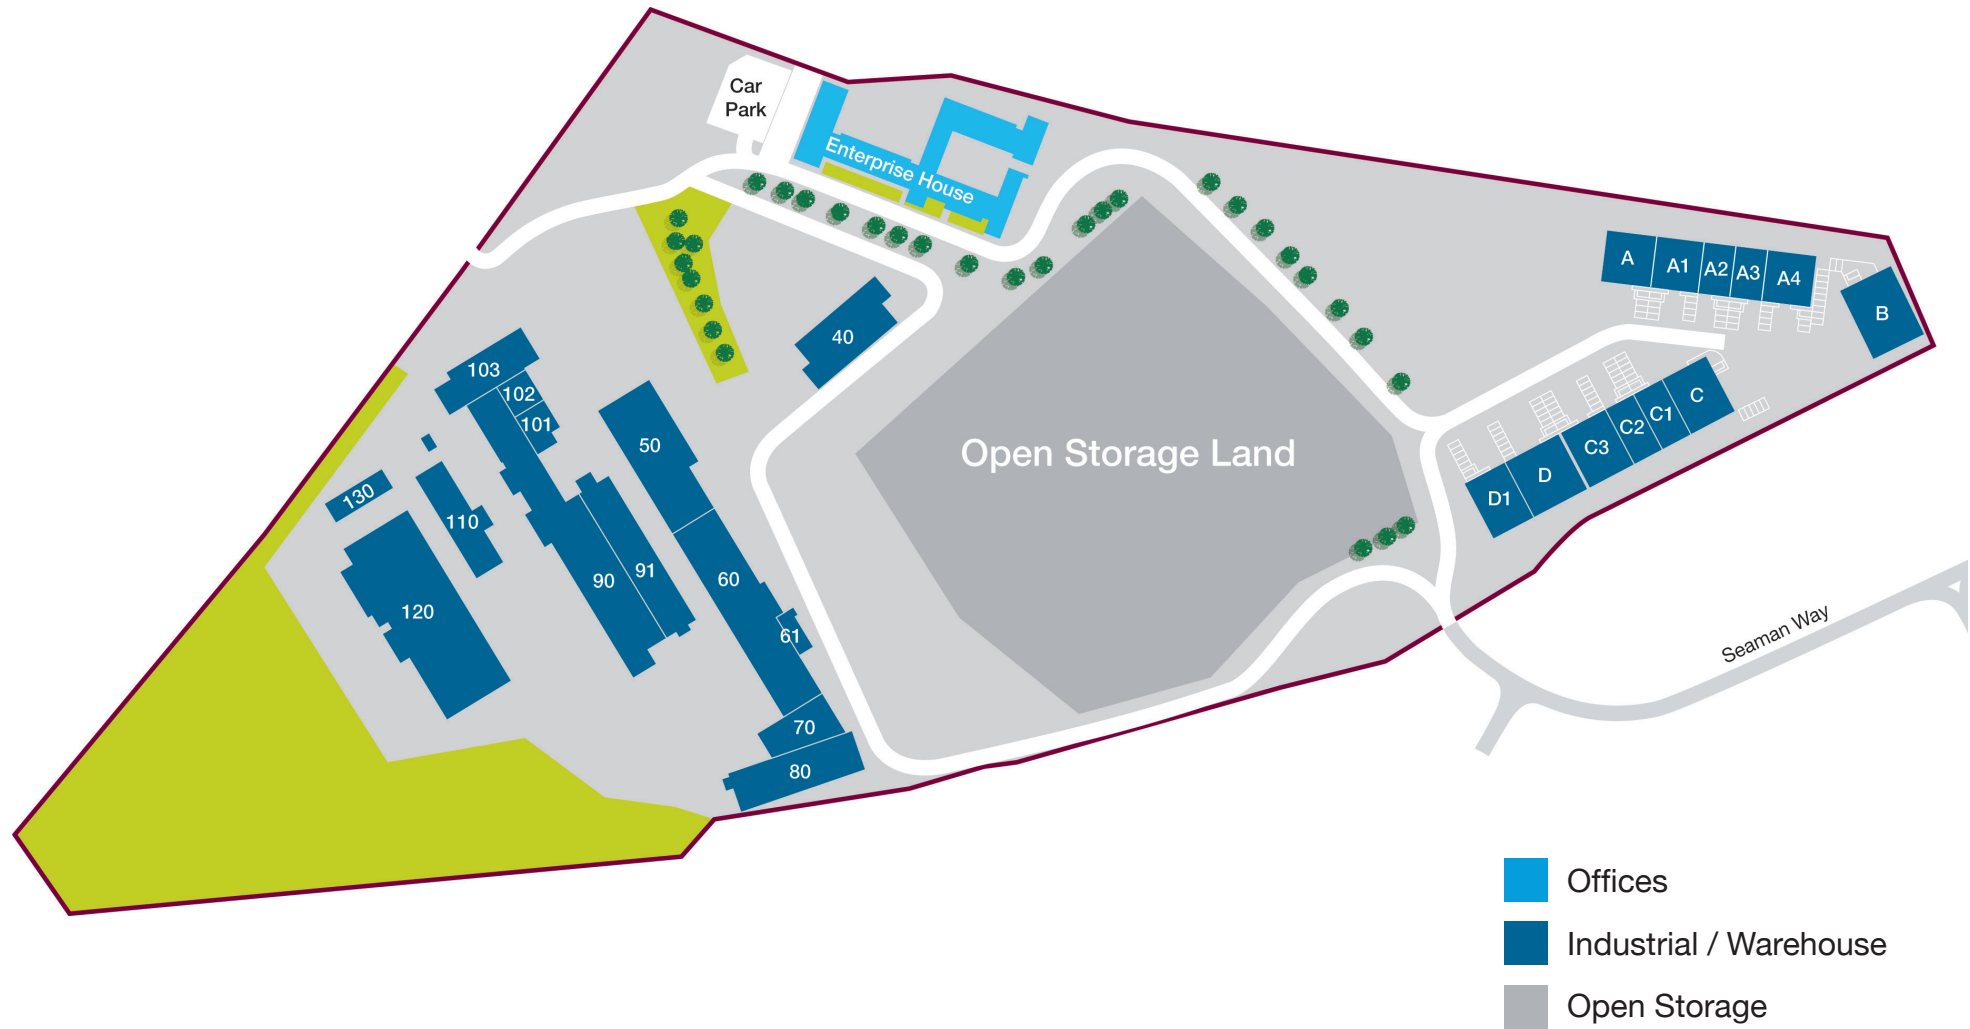 Car
Park
Enterprise House
A
A1
A2
A3
A4
B
40
103
102
101
50
Open Storage Land
C
C1
C2
C3
D
D1
130
110
60
91
90
120
61
Seaman Way
70
80
Offices
Industrial / Warehouse
Open Storage